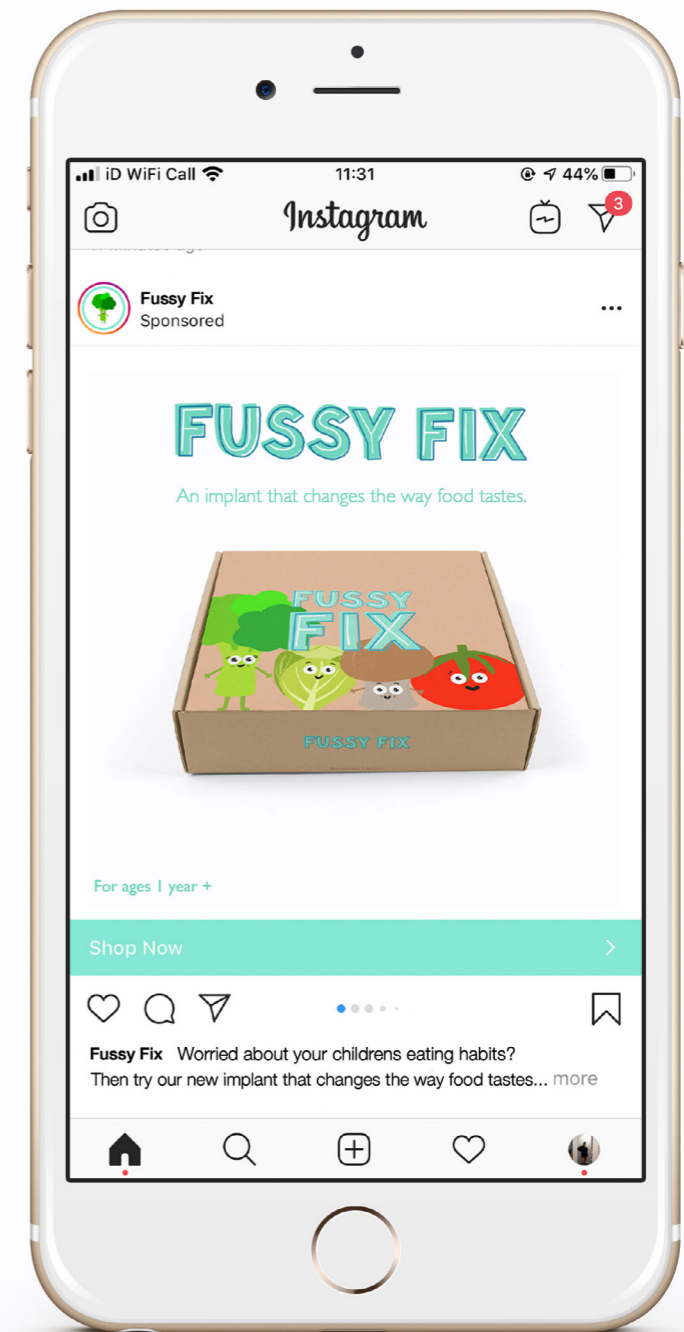 iD WiFi Call 11:31 44%
Instagram 3
Fussy Fix
Sponsored
FUSSY FIX
An implant that changes the way food tastes.
FUSSY
FIX
FUSSY FIX
For ages 1 year +
Shop Now
Fussy Fix Worried about your childrens eating habits?
Then try our new implant that changes the way food tastes... more